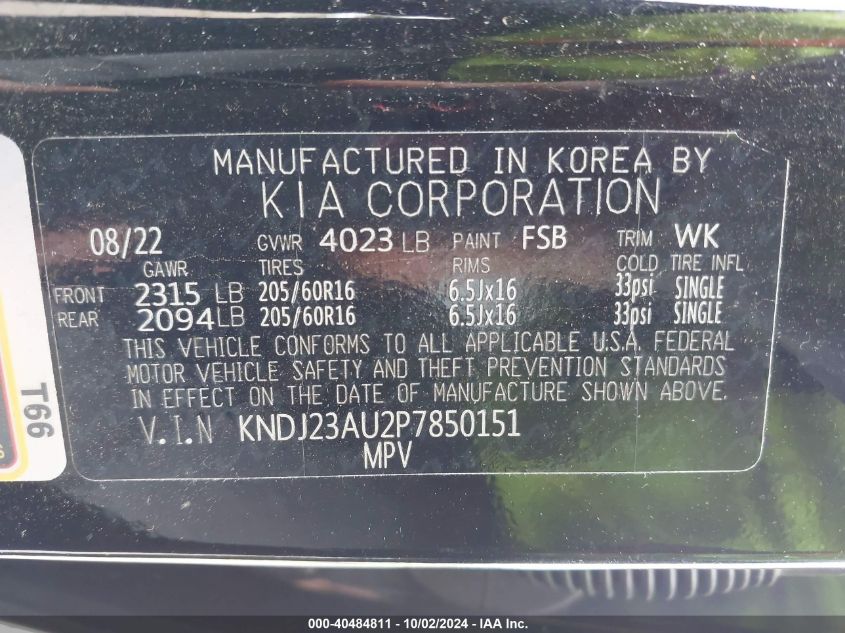 MANUFACTURED IN KOREA BY
KIA CORPORATION
08/22 GVWR 4023 LB PAINT FSB TRIM WK
GAWR TIRES RIMS COLD TIRE INFL
FRONT 2315 LB 205/60R16 6.5Jx16 33psi SINGLE
REAR 2094 LB 205/60R16 6.5Jx16 33psi SINGLE
THIS VEHICLE CONFORMS TO ALL APPLICABLE U.S.A. FEDERAL
MOTOR VEHICLE SAFETY AND THEFT PREVENTION STANDARDS
IN EFFECT ON THE DATE OF MANUFACTURE SHOWN ABOVE.
V.I.N KNDJ23AU2P7850151
MPV
T66
000-40484811 - 10/02/2024 - IAA Inc.